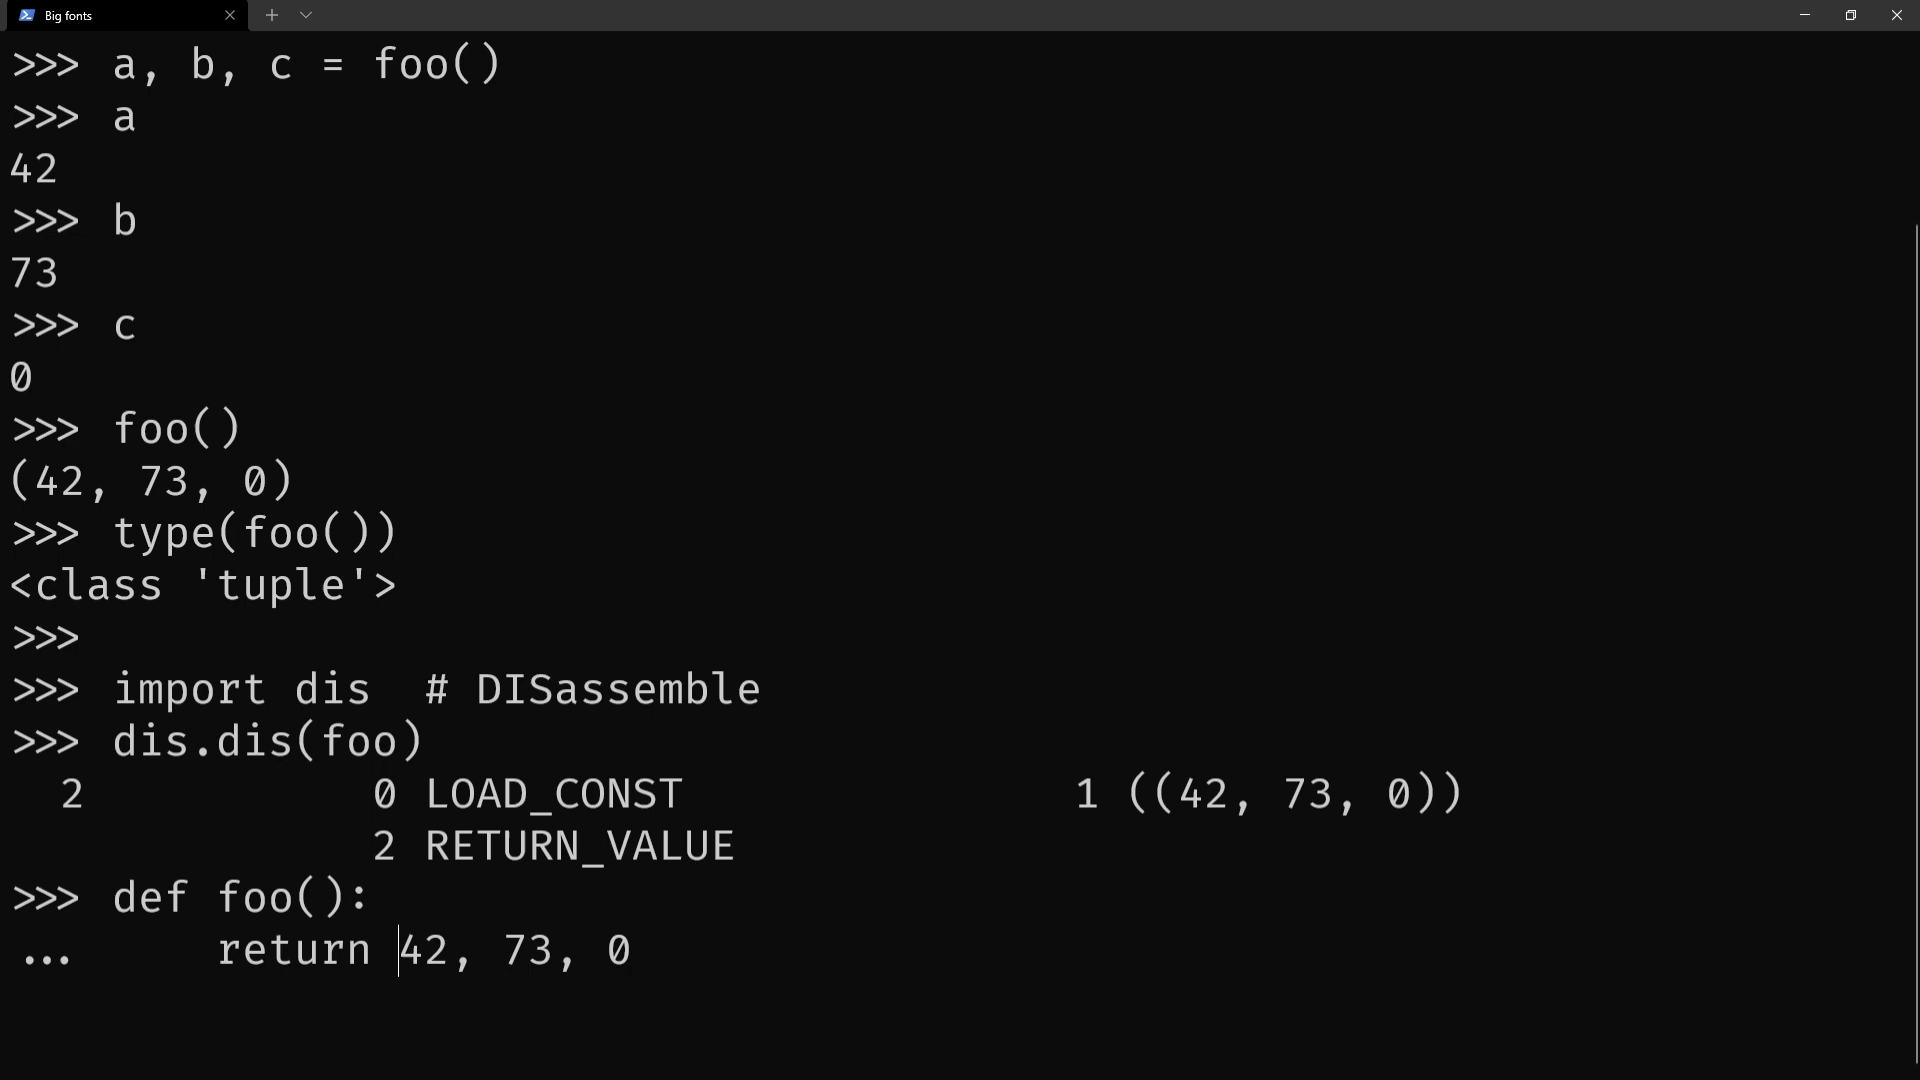 Big fonts
>>> a, b, c = foo()
>>> a
42
>>> b
73
>>> c
0
>>> foo()
(42, 73, 0)
>>> type(foo())
<class 'tuple'>
>>>
>>> import dis  # DISassemble
>>> dis.dis(foo)
  2           0 LOAD_CONST               1 ((42, 73, 0))
              2 RETURN_VALUE
>>> def foo():
...     return 42, 73, 0